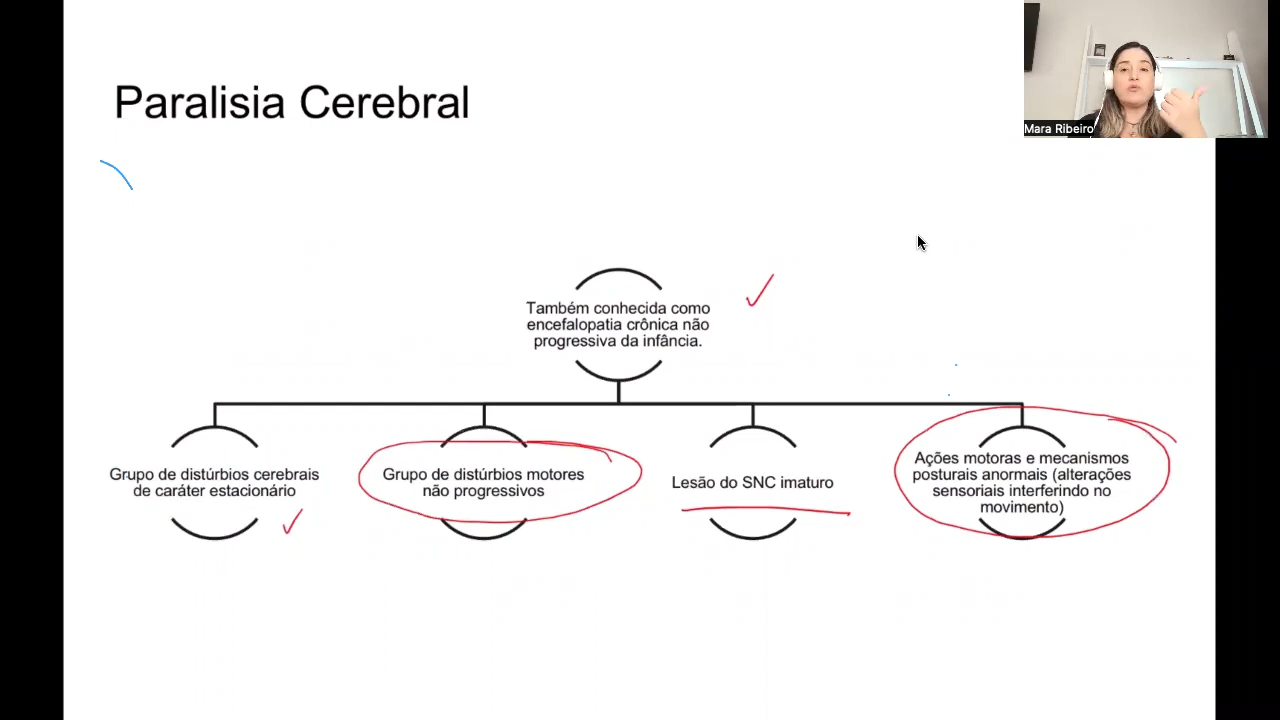 Paralisia Cerebral
Mara Ribeiro
Também conhecida como
encefalopatia crônica não
progressiva da infância.
Grupo de distúrbios cerebrais
de caráter estacionário
Grupo de distúrbios motores
não progressivos
Lesão do SNC imaturo
Ações motoras e mecanismos
posturais anormais (alterações
sensoriais interferindo no
movimento)